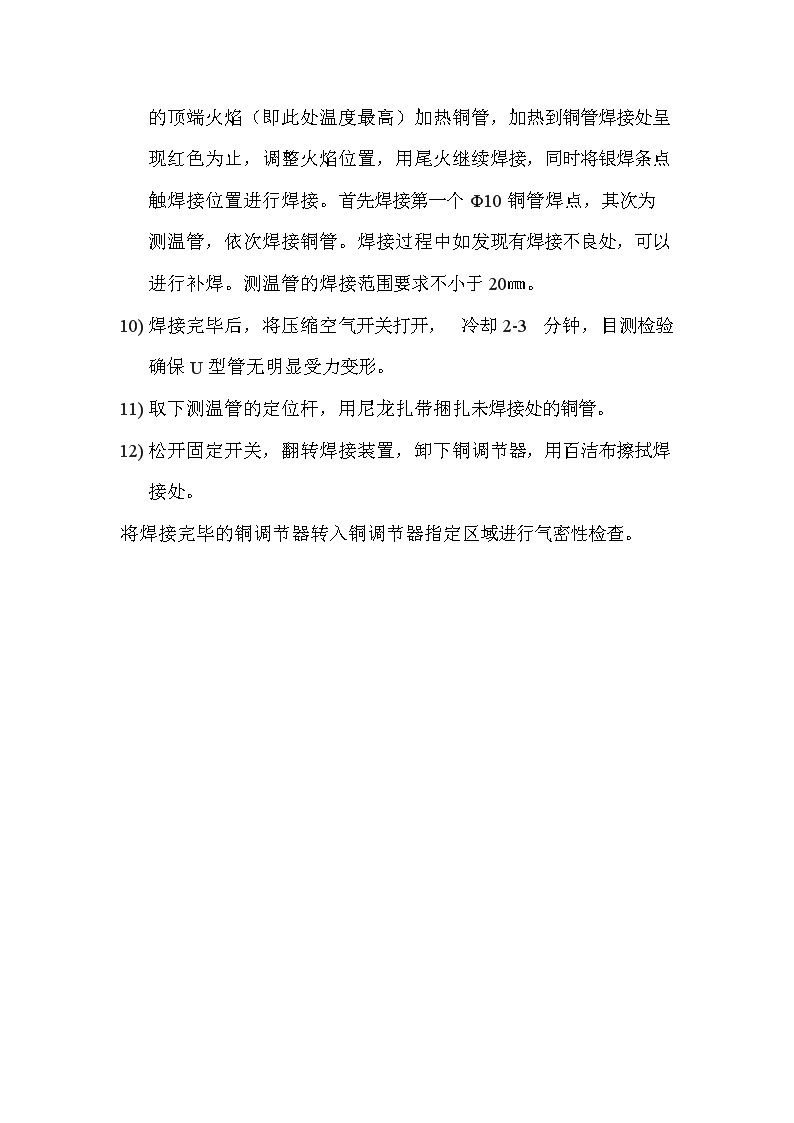 的顶端火焰（即此处温度最高）加热铜管，加热到铜管焊接处呈
现红色为止，调整火焰位置，用尾火继续焊接，同时将银焊条点
触焊接位置进行焊接。首先焊接第一个 Φ10 铜管焊点，其次为
测温管，依次焊接铜管。焊接过程中如发现有焊接不良处，可以
进行补焊。测温管的焊接范围要求不小于 20㎜。
10) 焊接完毕后，将压缩空气开关打开， 冷却 2-3 分钟，目测检验
确保 U 型管无明显受力变形。
11) 取下测温管的定位杆，用尼龙扎带捆扎未焊接处的铜管。
12) 松开固定开关，翻转焊接装置，卸下铜调节器，用百洁布擦拭焊
接处。
将焊接完毕的铜调节器转入铜调节器指定区域进行气密性检查。